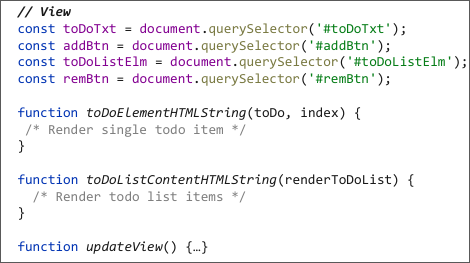 // View
const toDoTxt = document.querySelector('#toDoTxt');
const addBtn = document.querySelector('#addBtn');
const toDoListElm = document.querySelector('#toDoListElm');
const remBtn = document.querySelector('#remBtn');
function toDoElementHTMLString(toDo, index) {
/* Render single todo item */
}
function toDoListContentHTMLString(renderToDoList) {
/* Render todo list items */
}
function updateView() {…}